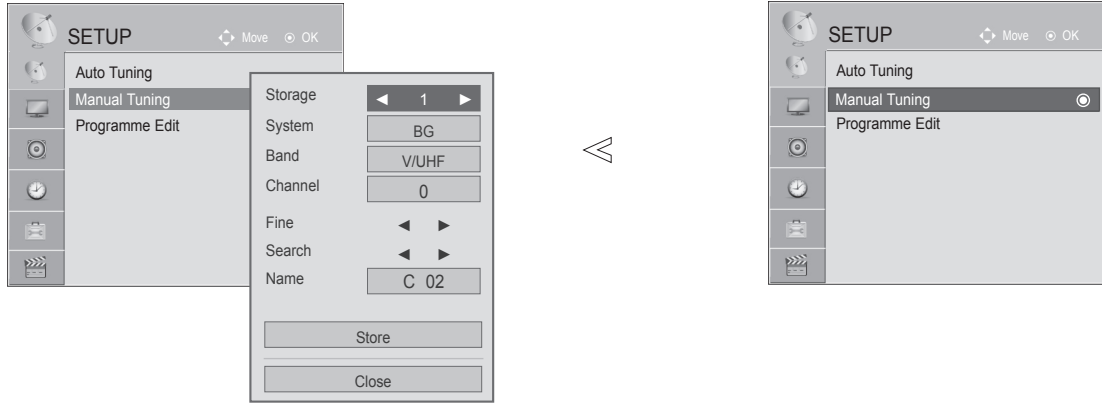 SETUP Move OK
Auto Tuning
Manual Tuning
Programme Edit
Storage ◄ 1 ►
System BG
Band V/UHF
Channel 0
Fine ◄ ►
Search ◄ ►
Name C 02
Store
Close
SETUP Move OK
Auto Tuning
Manual Tuning
Programme Edit